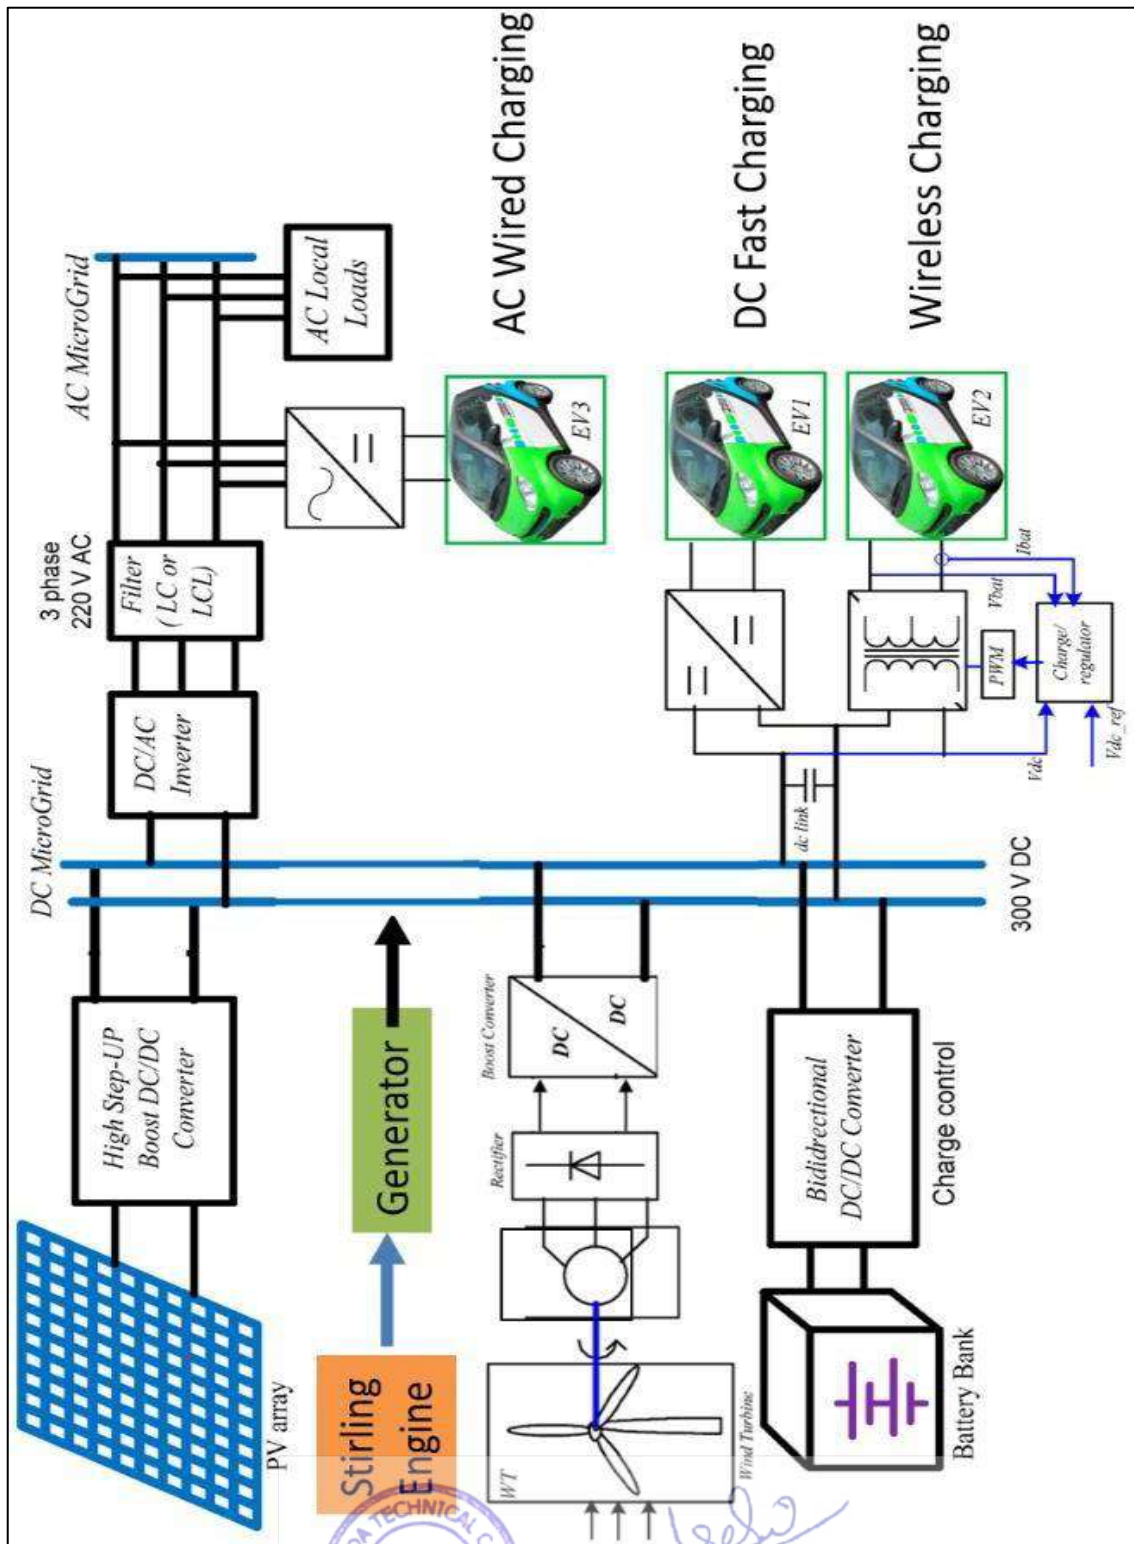 PV array
High Step-UP
Boost DC/DC
Converter
DC MicroGrid
DC/AC
Inverter
3 phase
220 V AC
Filter
( LC or
LCL)
AC MicroGrid
AC Local
Loads
Stirling
Engine
Generator
EV3
AC Wired Charging
WT
Wind Turbine
Rectifier
Boost Converter
DC
DC
EV1
DC Fast Charging
dc link
Battery Bank
Bididrectional
DC/DC Converter
Charge control
300 V DC
EV2
Wireless Charging
PWM
Vbat
Ibat
Charge/
regulator
Vdc
Vdc_ref
DA TECHNICAL C